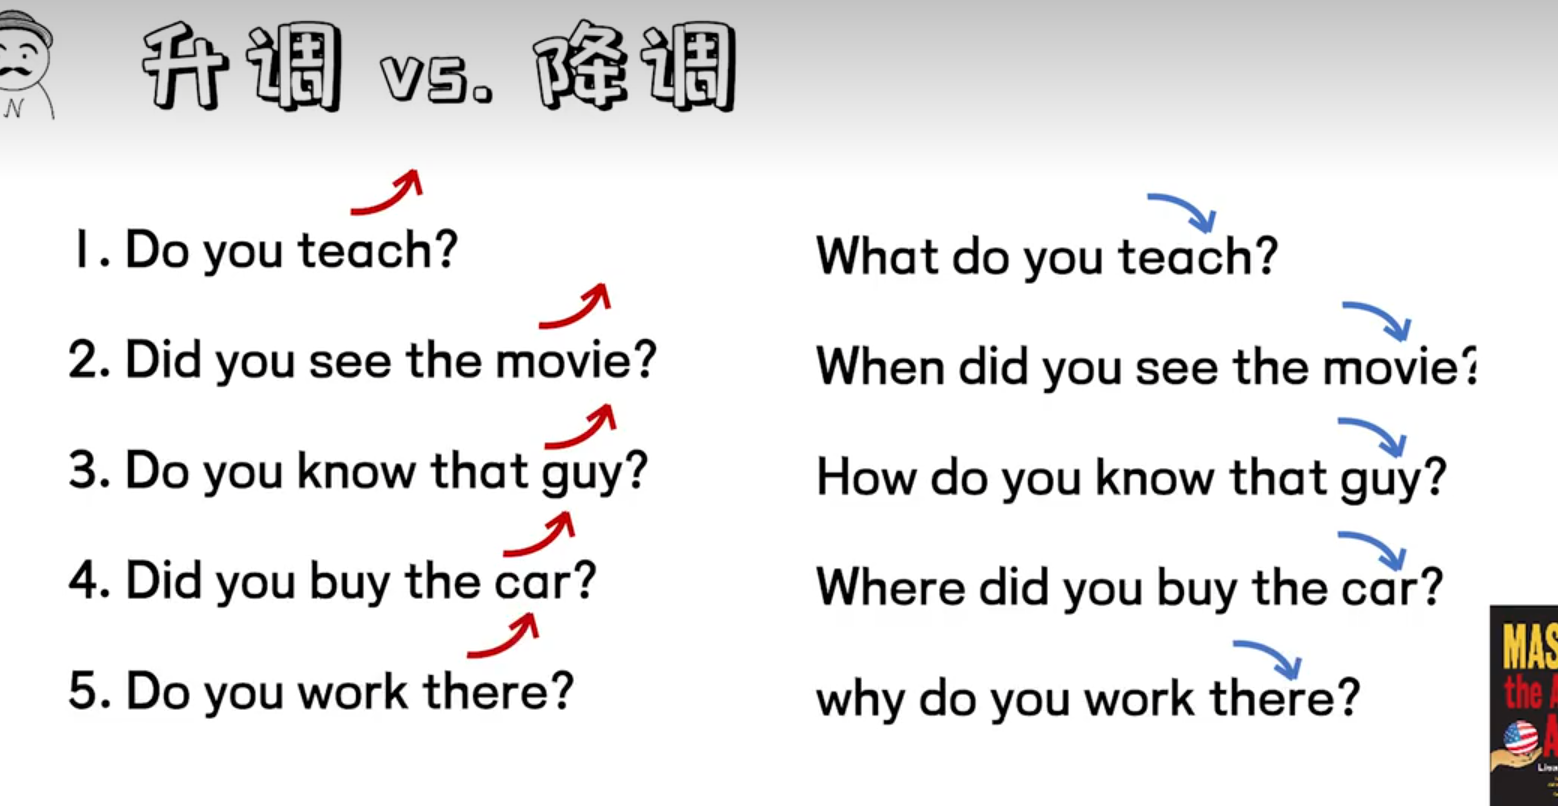 N
升调 vs. 降调
1. Do you teach?
What do you teach?
2. Did you see the movie?
When did you see the movie?
3. Do you know that guy?
How do you know that guy?
4. Did you buy the car?
Where did you buy the car?
5. Do you work there?
why do you work there?
MAS
the A
A